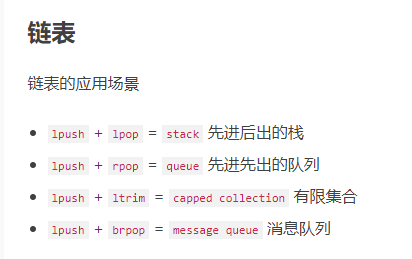 链表
链表的应用场景
lpush + lpop = stack 先进后出的栈
lpush + rpop = queue 先进先出的队列
lpush + ltrim = capped collection 有限集合
lpush + brpop = message queue 消息队列